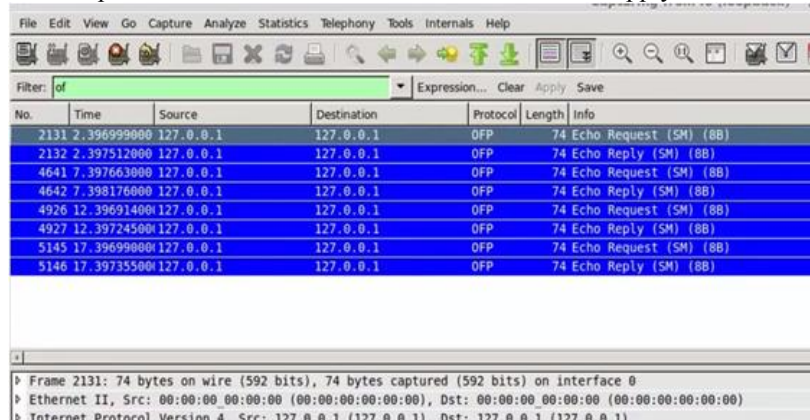 File Edit View Go Capture Analyze Statistics Telephony Tools Internals Help
Filter: of Expression... Clear Apply Save
No. Time Source Destination Protocol Length Info
2131 2.396999000 127.0.0.1 127.0.0.1 OFP 74 Echo Request (SM) (8B)
2132 2.397512000 127.0.0.1 127.0.0.1 OFP 74 Echo Reply (SM) (8B)
4641 7.397663000 127.0.0.1 127.0.0.1 OFP 74 Echo Request (SM) (8B)
4642 7.398176000 127.0.0.1 127.0.0.1 OFP 74 Echo Reply (SM) (8B)
4926 12.39691400 127.0.0.1 127.0.0.1 OFP 74 Echo Request (SM) (8B)
4927 12.39724500 127.0.0.1 127.0.0.1 OFP 74 Echo Reply (SM) (8B)
5145 17.39699000 127.0.0.1 127.0.0.1 OFP 74 Echo Request (SM) (8B)
5146 17.39735500 127.0.0.1 127.0.0.1 OFP 74 Echo Reply (SM) (8B)
Frame 2131: 74 bytes on wire (592 bits), 74 bytes captured (592 bits) on interface 0
Ethernet II, Src: 00:00:00_00:00:00 (00:00:00:00:00:00), Dst: 00:00:00_00:00:00 (00:00:00:00:00:00)
Internet Protocol Version 4, Src: 127.0.0.1 (127.0.0.1), Dst: 127.0.0.1 (127.0.0.1)